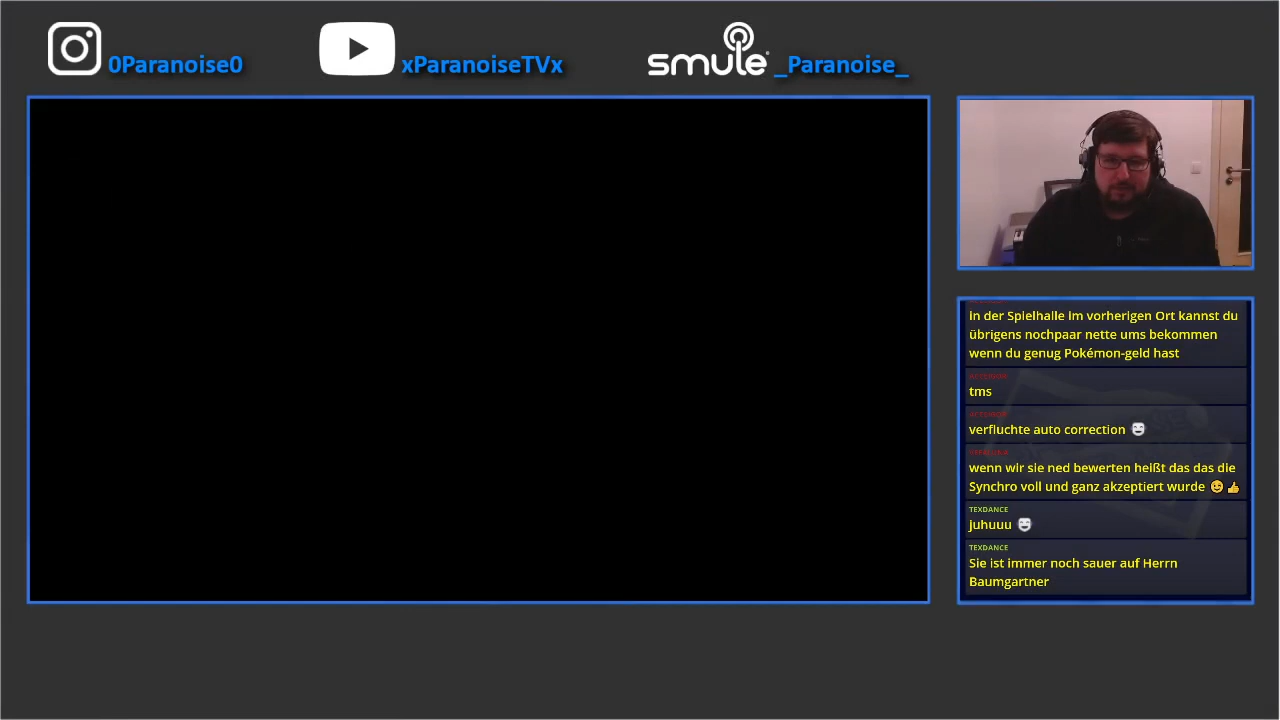 0Paranoise0
xParanoiseTVx
smule
_Paranoise_
in der Spielhalle im vorherigen Ort kannst du
übrigens nochpaar nette ums bekommen
wenn du genug Pokémon-geld hast
tms
verfluchte auto correction
wenn wir sie ned bewerten heißt das das die
Synchro voll und ganz akzeptiert wurde
TEXDANCE
juhuuu
TEXDANCE
Sie ist immer noch sauer auf Herrn
Baumgartner